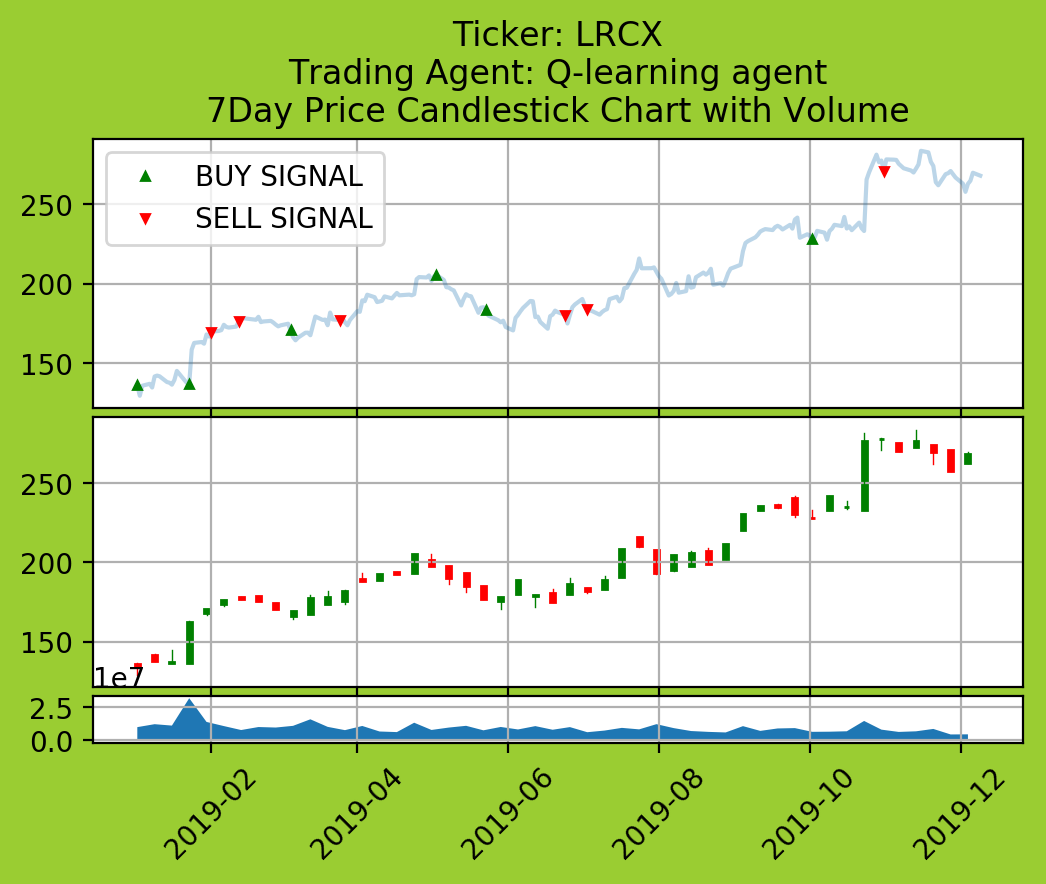 Ticker: LRCX
Trading Agent: Q-learning agent
7Day Price Candlestick Chart with Volume
BUY SIGNAL
SELL SIGNAL
250
200
150
250
200
150
1e7
2.5
0.0
2019-02
2019-04
2019-06
2019-08
2019-10
2019-12